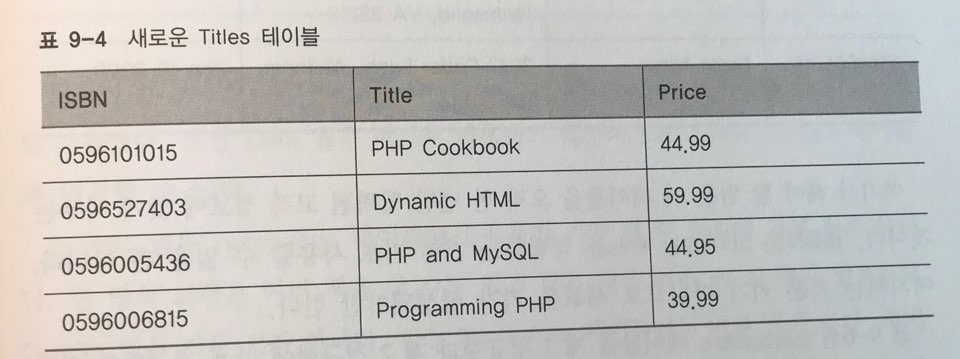 표 9-4 새로운 Titles 테이블
ISBN Title Price
0596101015 PHP Cookbook 44.99
0596527403 Dynamic HTML 59.99
0596005436 PHP and MySQL 44.95
0596006815 Programming PHP 39.99